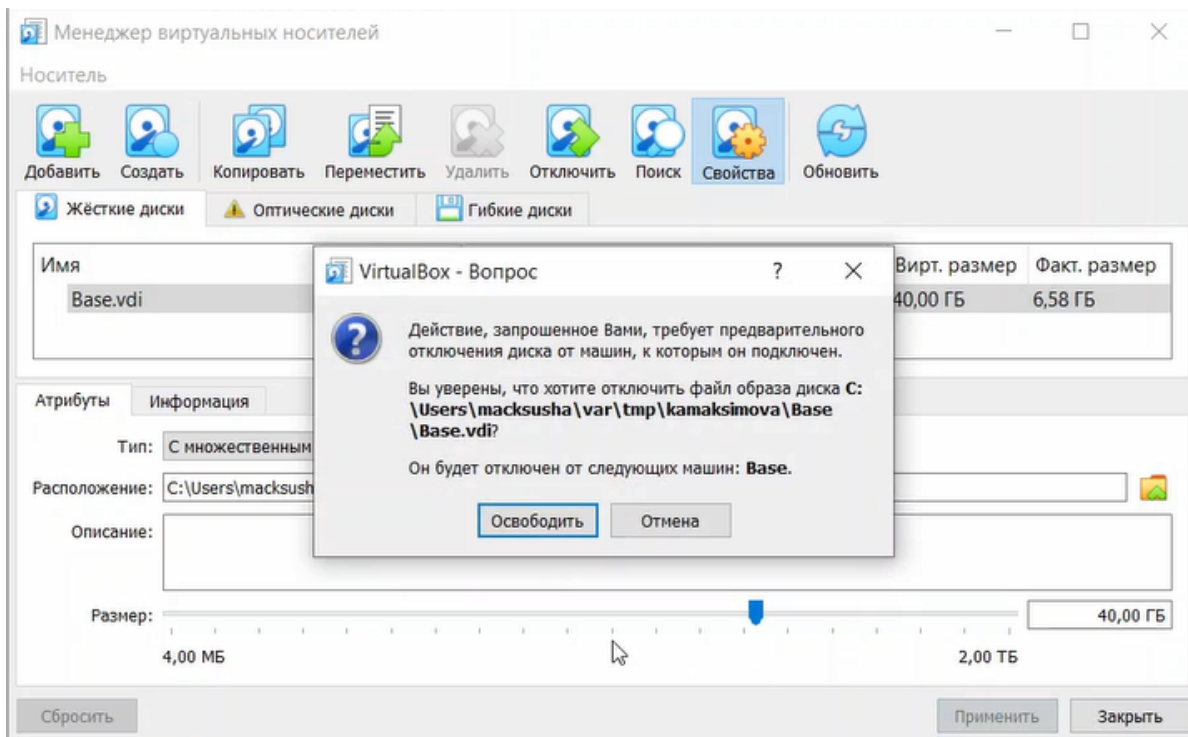 Менеджер виртуальных носителей
Носитель
Добавить Создать Копировать Переместить Удалить Отключить Поиск Свойства Обновить
Жёсткие диски Оптические диски Гибкие диски
Имя Вирт. размер Факт. размер
Base.vdi 40,00 ГБ 6,58 ГБ
VirtualBox - Вопрос ?
Действие, запрошенное Вами, требует предварительного
отключения диска от машин, к которым он подключен.
Вы уверены, что хотите отключить файл образа диска C:
\Users\macksusha\var\tmp\kamaksimova\Base
\Base.vdi?
Он будет отключен от следующих машин: Base.
Освободить Отмена
Атрибуты Информация
Тип: С множественным
Расположение: C:\Users\macksush
Описание:
Размер: 40,00 ГБ
4,00 МБ 2,00 ТБ
Сбросить Применить Закрыть